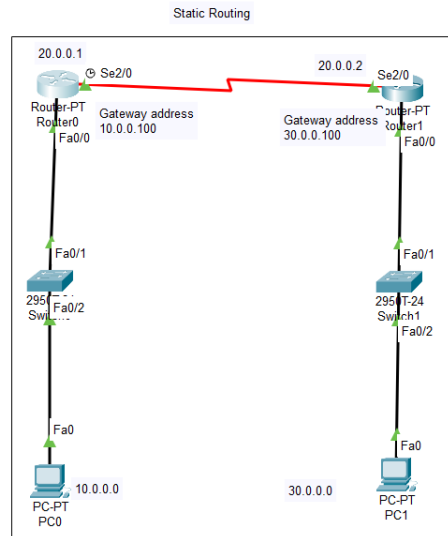 Static Routing
20.0.0.1
Se2/0
20.0.0.2
Se2/0
Router-PT
Router0
Gateway address
10.0.0.100
Gateway address
30.0.0.100
Router-PT
Router1
Fa0/0
Fa0/0
Fa0/1
Fa0/1
Fa0/2
2950T-24
Switch1
Fa0/2
Fa0
Fa0
10.0.0.0
30.0.0.0
PC-PT
PC0
PC-PT
PC1